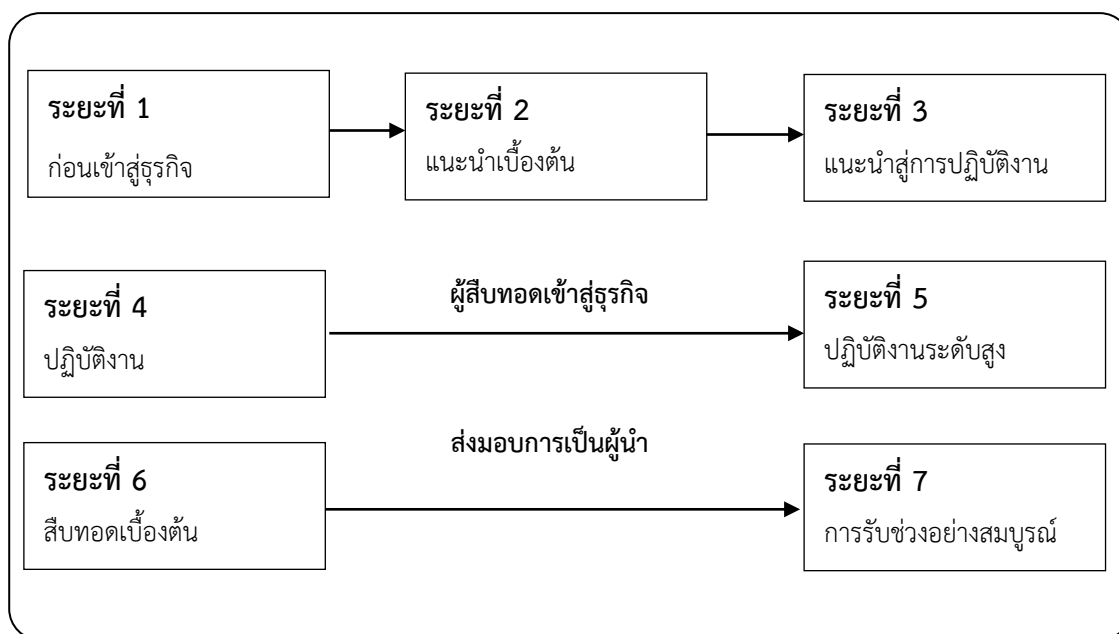 ระยะที่ 1
ก่อนเข้าสู่ธุรกิจ
ระยะที่ 2
แนะนำเบื้องต้น
ระยะที่ 3
แนะนำสู่การปฏิบัติงาน
ระยะที่ 4
ปฏิบัติงาน
ผู้สืบทอดเข้าสู่ธุรกิจ
ระยะที่ 5
ปฏิบัติงานระดับสูง
ระยะที่ 6
สืบทอดเบื้องต้น
ส่งมอบการเป็นผู้นำ
ระยะที่ 7
การรับช่วงอย่างสมบูรณ์